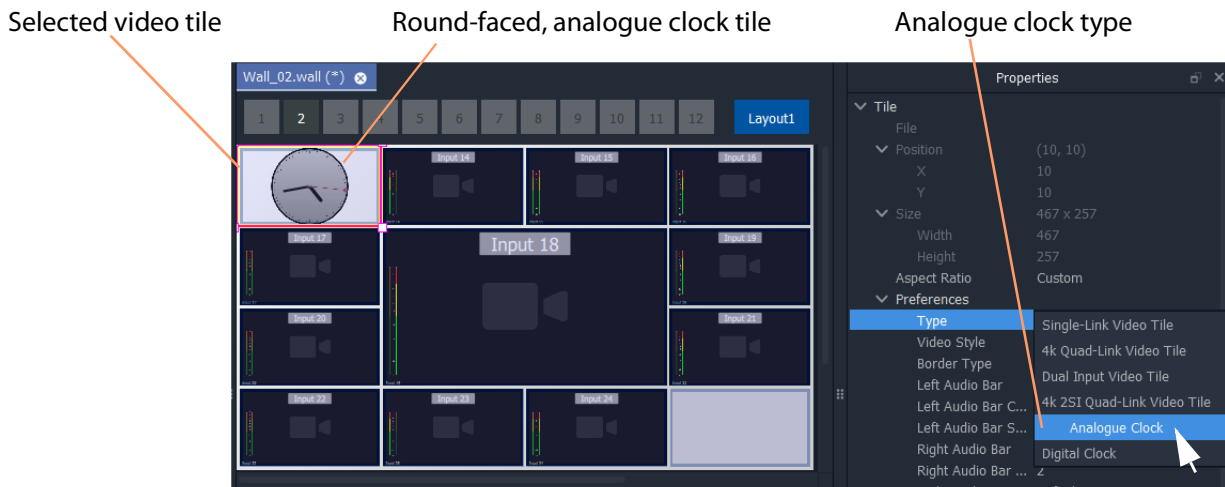 Selected video tile
Round-faced, analogue clock tile
Analogue clock type
Wall_02.wall (*)
1 2 3 4 5 6 7 8 9 10 11 12 Layout1
Input 14
Input 15
Input 16
Input 17
Input 18
Input 19
Input 20
Input 21
Input 22
Input 23
Input 24
Properties
Tile
File
Position (10, 10)
X 10
Y 10
Size 467 x 257
Width 467
Height 257
Aspect Ratio Custom
Preferences
Type
Video Style
Border Type
Left Audio Bar
Left Audio Bar C...
Left Audio Bar S...
Right Audio Bar
Right Audio Bar ... 2
Single-Link Video Tile
4k Quad-Link Video Tile
Dual Input Video Tile
4k 2SI Quad-Link Video Tile
Analogue Clock
Digital Clock